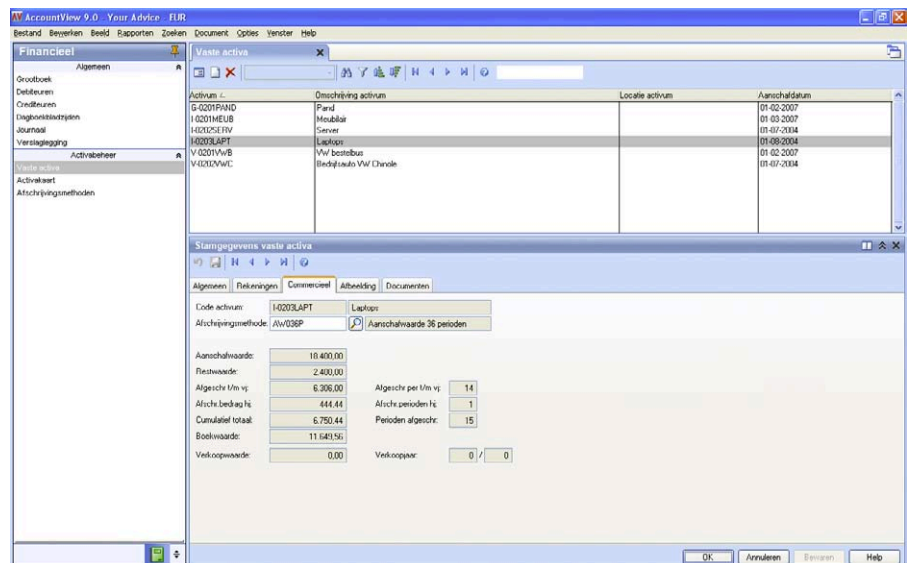 AccountView 9.0 - Your Advice - EUR
Bestand Bewerken Beeld Rapporten Zoeken Document Opties Venster Help
Financieel
Algemeen
Grootboek
Debiteuren
Crediteuren
Dagboekbladzijden
Journaal
Verslaglegging
Activabeheer
Vaste activa
Activakaart
Afschrijvingsmethoden
Vaste activa
Activum Omschrijving activum Locatie activum Aanschafdatum
G-0201PAND Pand 01-02-2007
I-0201MEUB Meubilair 01-03-2007
I-0202SERV Server 01-07-2004
I-0203LAPT Laptops 01-08-2004
V-0201VWB VW bestelbus 01-02-2007
V-0202VWC Bedrijfsauto VW Chinole 01-07-2004
Stamgegevens vaste activa
Algemeen Rekeningen Commercieel Afbeelding Documenten
Code activum: I-0203LAPT Laptops
Afschrijvingsmethode: AW036P Aanschafwaarde 36 perioden
Aanschafwaarde: 18.400,00
Restwaarde: 2.400,00
Afgeschr t/m vj: 6.306,00 Afgeschr per t/m vj: 14
Afschr.bedrag hj: 444,44 Afschr.perioden hj: 1
Cumulatief totaal: 6.750,44 Perioden afgeschr: 15
Boekwaarde: 11.649,56
Verkoopwaarde: 0,00 Verkoopjaar: 0 / 0
OK Annuleren Bewaren Help